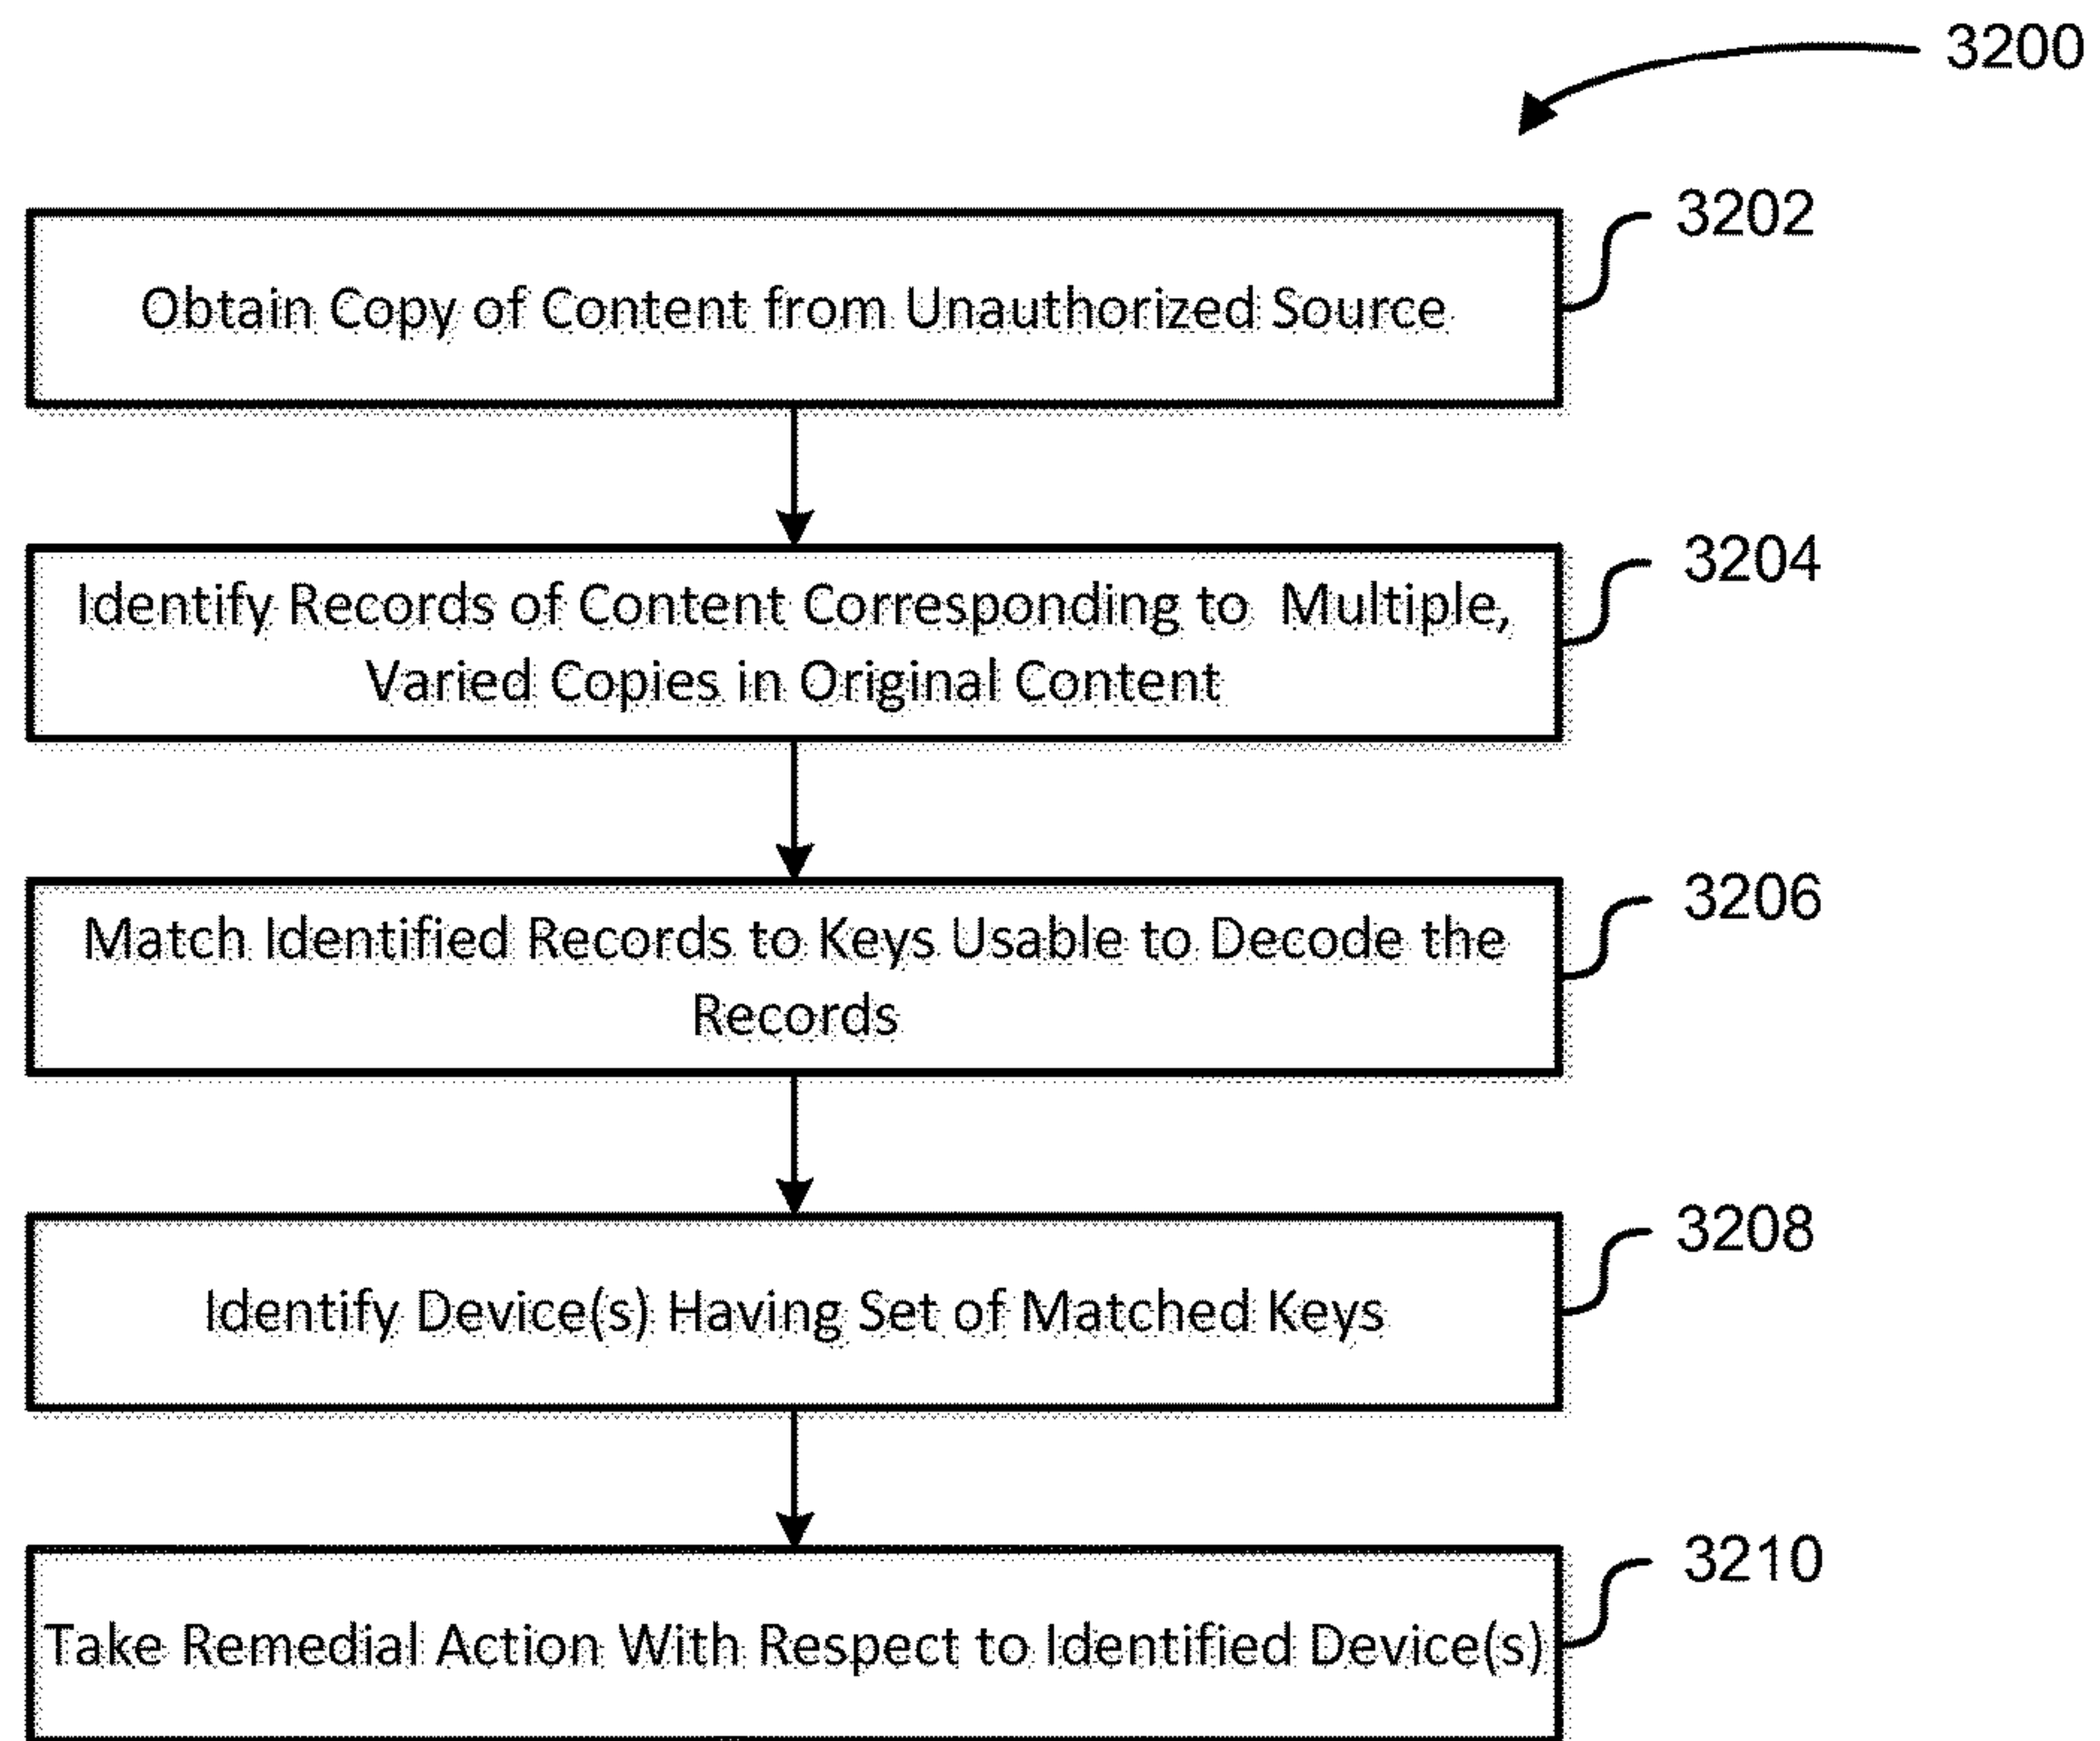 3200
3202
Obtain Copy of Content from Unauthorized Source
3204
Identify Records of Content Corresponding to Multiple,
Varied Copies in Original Content
3206
Match Identified Records to Keys Usable to Decode the
Records
3208
Identify Device(s) Having Set of Matched Keys
3210
Take Remedial Action With Respect to Identified Device(s)